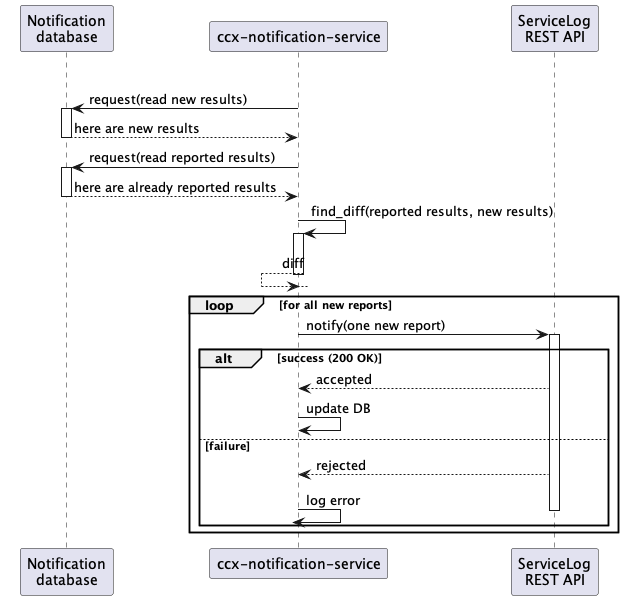 Notification
database
ccx-notification-service
ServiceLog
REST API
request(read new results)
here are new results
request(read reported results)
here are already reported results
find_diff(reported results, new results)
diff
loop [for all new reports]
notify(one new report)
alt [success (200 OK)]
accepted
update DB
[failure]
rejected
log error
Notification
database
ccx-notification-service
ServiceLog
REST API